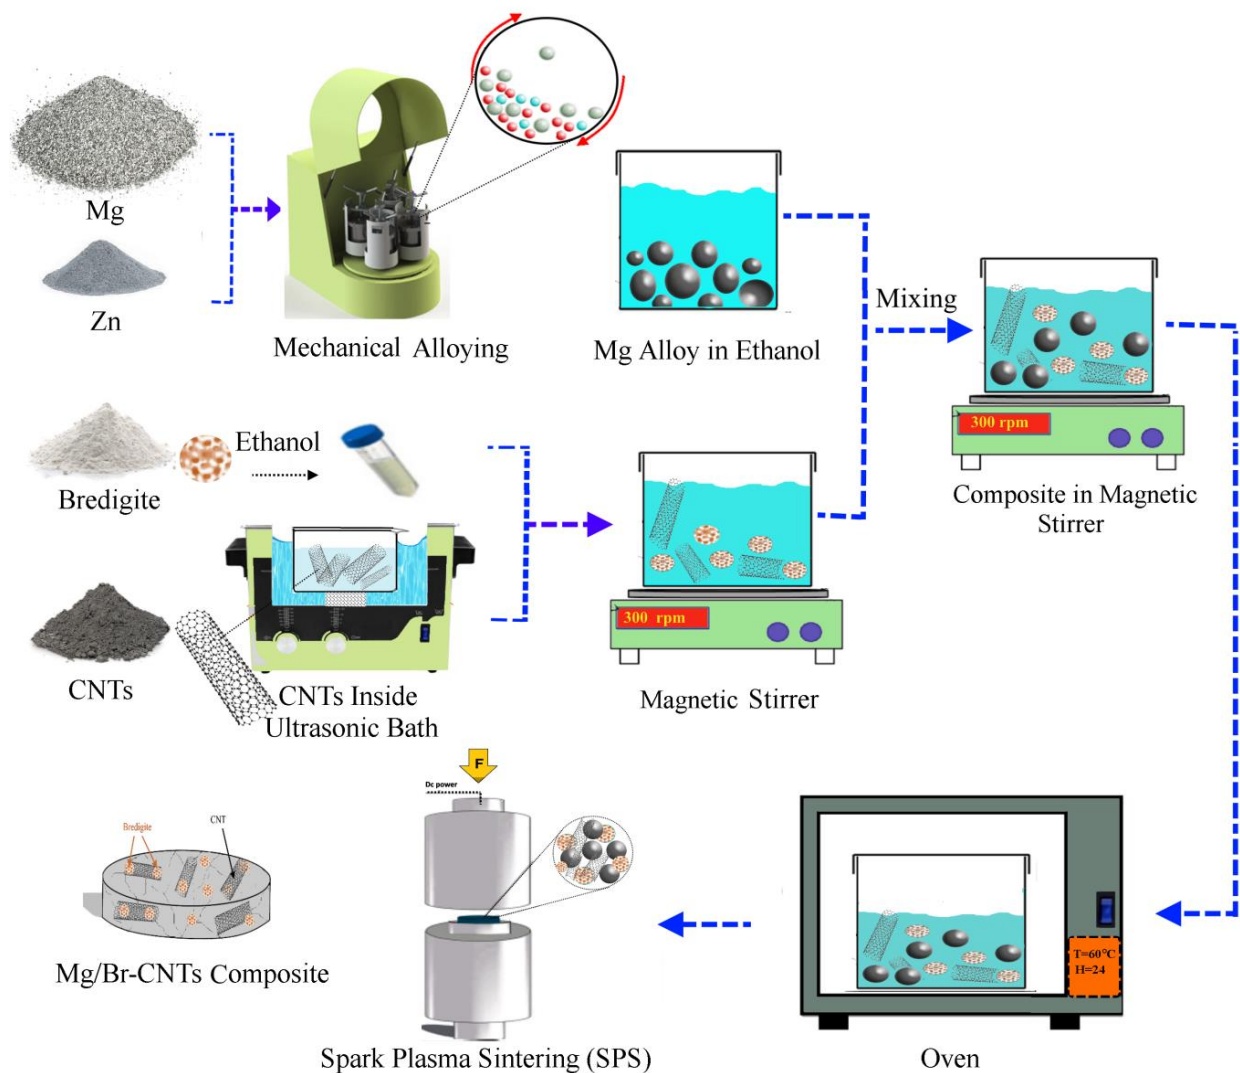 Mg
Zn
Mechanical Alloying
Mg Alloy in Ethanol
Mixing
300 rpm
Composite in Magnetic
Stirrer
Bredigite
Ethanol
CNTs
CNTs Inside
Ultrasonic Bath
300 rpm
Magnetic Stirrer
Bredigite
CNT
Mg/Br-CNTs Composite
F
Dc power
Spark Plasma Sintering (SPS)
T=60°C
H=24
Oven